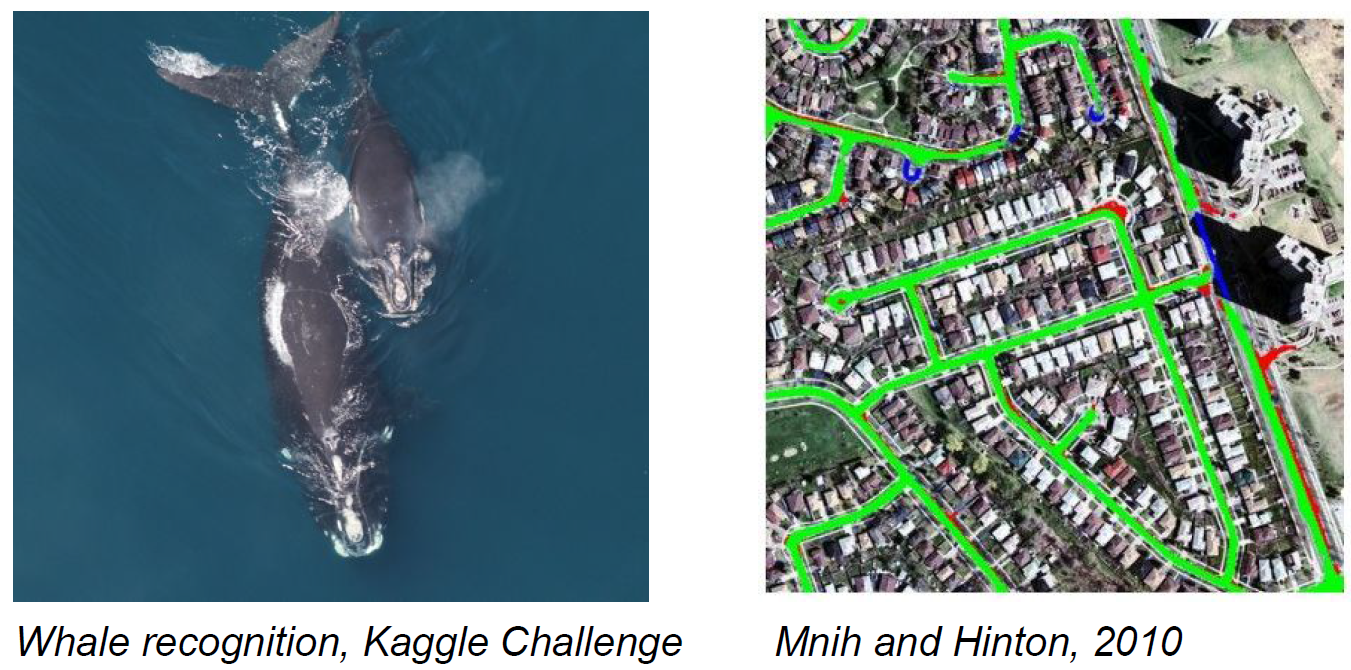 Whale recognition, Kaggle Challenge
Mnih and Hinton, 2010